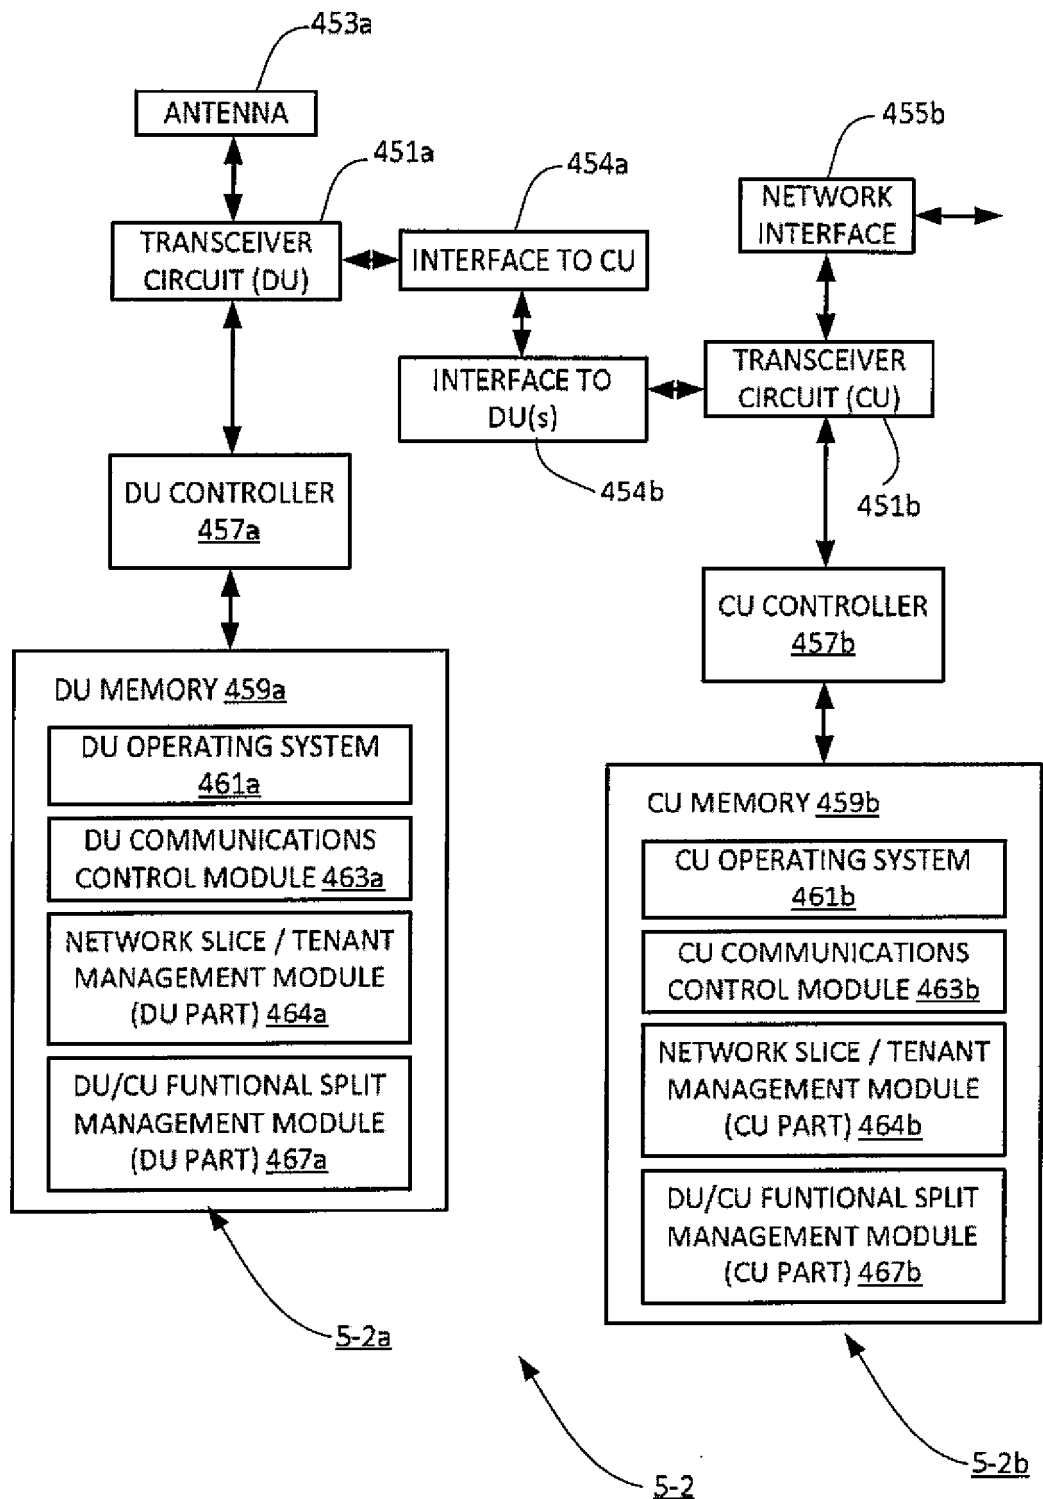 453a
ANTENNA
451a
454a
455b
TRANSCEIVER
CIRCUIT (DU)
INTERFACE TO CU
NETWORK
INTERFACE
INTERFACE TO
DU(s)
TRANSCEIVER
CIRCUIT (CU)
454b
451b
DU CONTROLLER
457a
CU CONTROLLER
457b
DU MEMORY 459a
DU OPERATING SYSTEM
461a
DU COMMUNICATIONS
CONTROL MODULE 463a
NETWORK SLICE / TENANT
MANAGEMENT MODULE
(DU PART) 464a
DU/CU FUNTIONAL SPLIT
MANAGEMENT MODULE
(DU PART) 467a
CU MEMORY 459b
CU OPERATING SYSTEM
461b
CU COMMUNICATIONS
CONTROL MODULE 463b
NETWORK SLICE / TENANT
MANAGEMENT MODULE
(CU PART) 464b
DU/CU FUNTIONAL SPLIT
MANAGEMENT MODULE
(CU PART) 467b
5-2a
5-2
5-2b